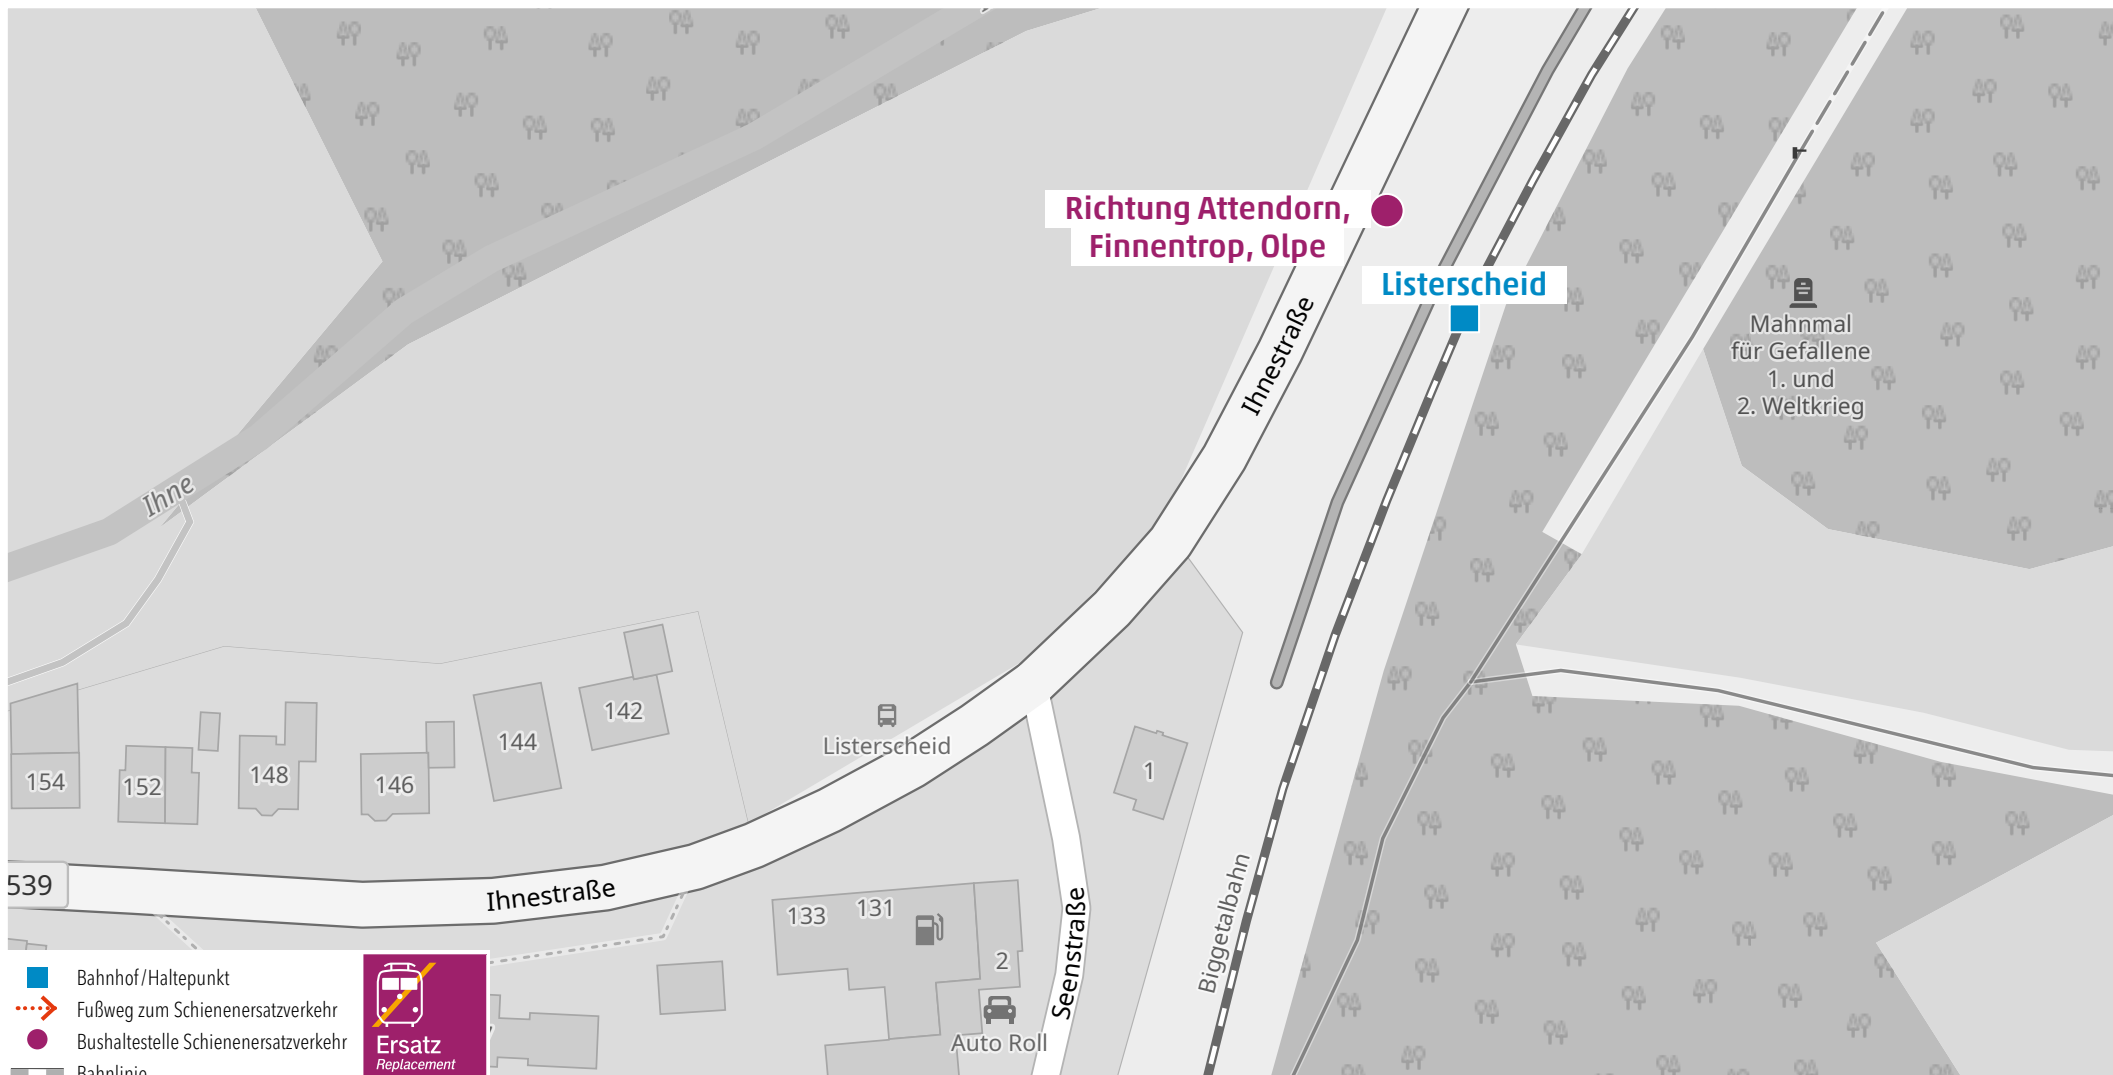 Richtung Attendorn,
Finnentrop, Olpe
Listerscheid
Ihnestraße
Mahnmal
für Gefallene
1. und
2. Weltkrieg
Ihne
142
144
Listerscheid
146
148
152
154
1
539
Ihnestraße
133
131
2
Seenstraße
Biggetalbahn
Auto Roll
Bahnhof/Haltepunkt
Fußweg zum Schienenersatzverkehr
Bushaltestelle Schienenersatzverkehr
Bahnlinie
Ersatz
Replacement